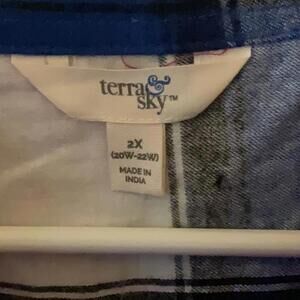 terra&
sky™
2X
(20W-22W)
MADE IN
INDIA